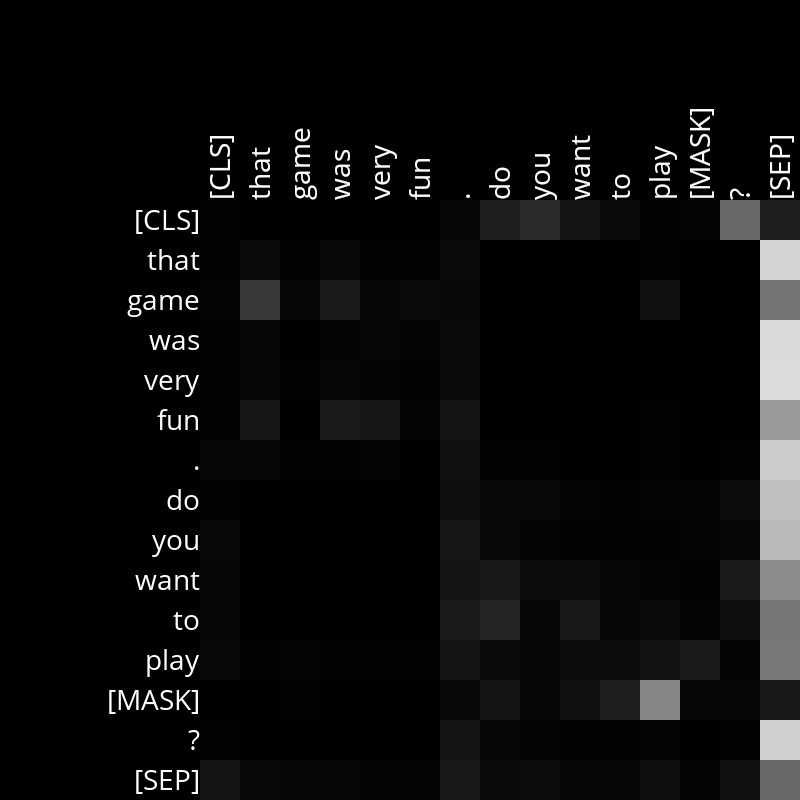 [CLS] that game was very fun . do you want to play [MASK] ? [SEP]
[CLS]
that
game
was
very
fun
.
do
you
want
to
play
[MASK]
?
[SEP]